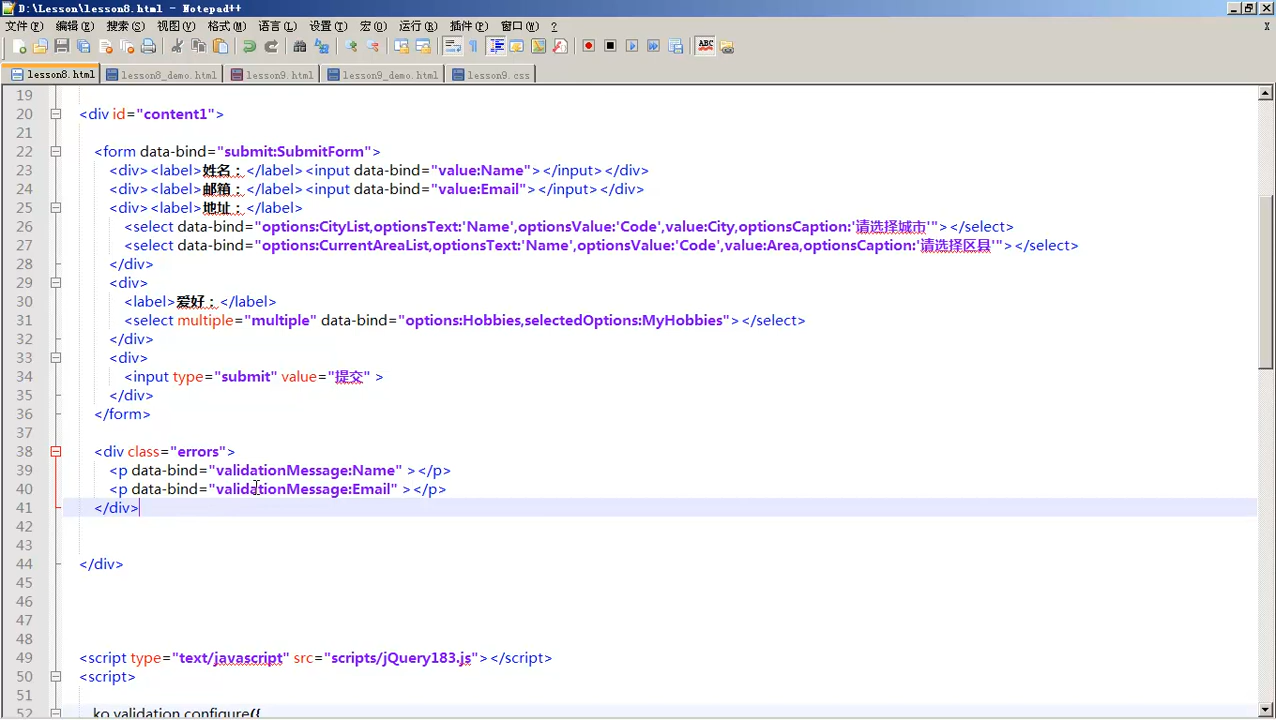 D:\Lesson\lesson8.html - Notepad++
文件(F) 编辑(E) 搜索(S) 视图(V) 格式(M) 语言(L) 设置(T) 宏(O) 运行(R) 插件(P) 窗口(W) ? X
lesson8.html lesson8_demo.html lesson9.html lesson9_demo.html lesson9.css
19
20 <div id="content1">
21
22 <form data-bind="submit:SubmitForm">
23 <div><label>姓名：</label><input data-bind="value:Name"></input></div>
24 <div><label>邮箱：</label><input data-bind="value:Email"></input></div>
25 <div><label>地址：</label>
26 <select data-bind="options:CityList,optionsText:'Name',optionsValue:'Code',value:City,optionsCaption:'请选择城市'"></select>
27 <select data-bind="options:CurrentAreaList,optionsText:'Name',optionsValue:'Code',value:Area,optionsCaption:'请选择区县'"></select>
28 </div>
29 <div>
30 <label>爱好：</label>
31 <select multiple="multiple" data-bind="options:Hobbies,selectedOptions:MyHobbies"></select>
32 </div>
33 <div>
34 <input type="submit" value="提交" >
35 </div>
36 </form>
37
38 <div class="errors">
39 <p data-bind="validationMessage:Name" ></p>
40 <p data-bind="validationMessage:Email" ></p>
41 </div>
42
43
44 </div>
45
46
47
48
49 <script type="text/javascript" src="scripts/jQuery183.js"></script>
50 <script>
51
52 ko.validation.configure({